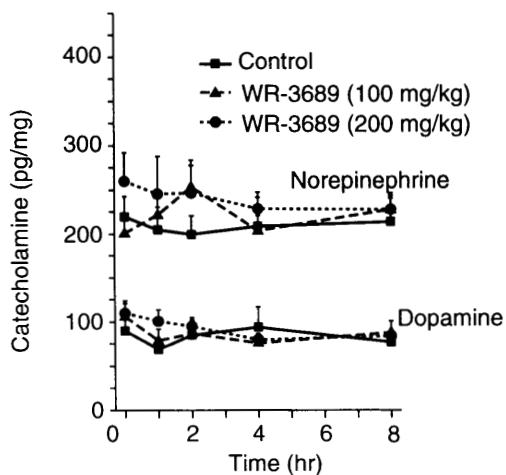 Catecholamine (pg/mg)
400
300
250
200
100
0
Control
WR-3689 (100 mg/kg)
WR-3689 (200 mg/kg)
Norepinephrine
Dopamine
0
2
4
6
8
Time (hr)